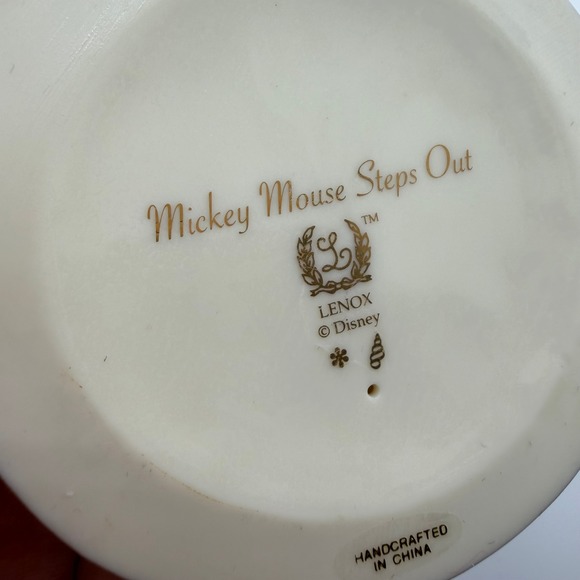 Mickey Mouse Steps Out
TM
L
LENOX
© Disney
HANDCRAFTED
IN CHINA